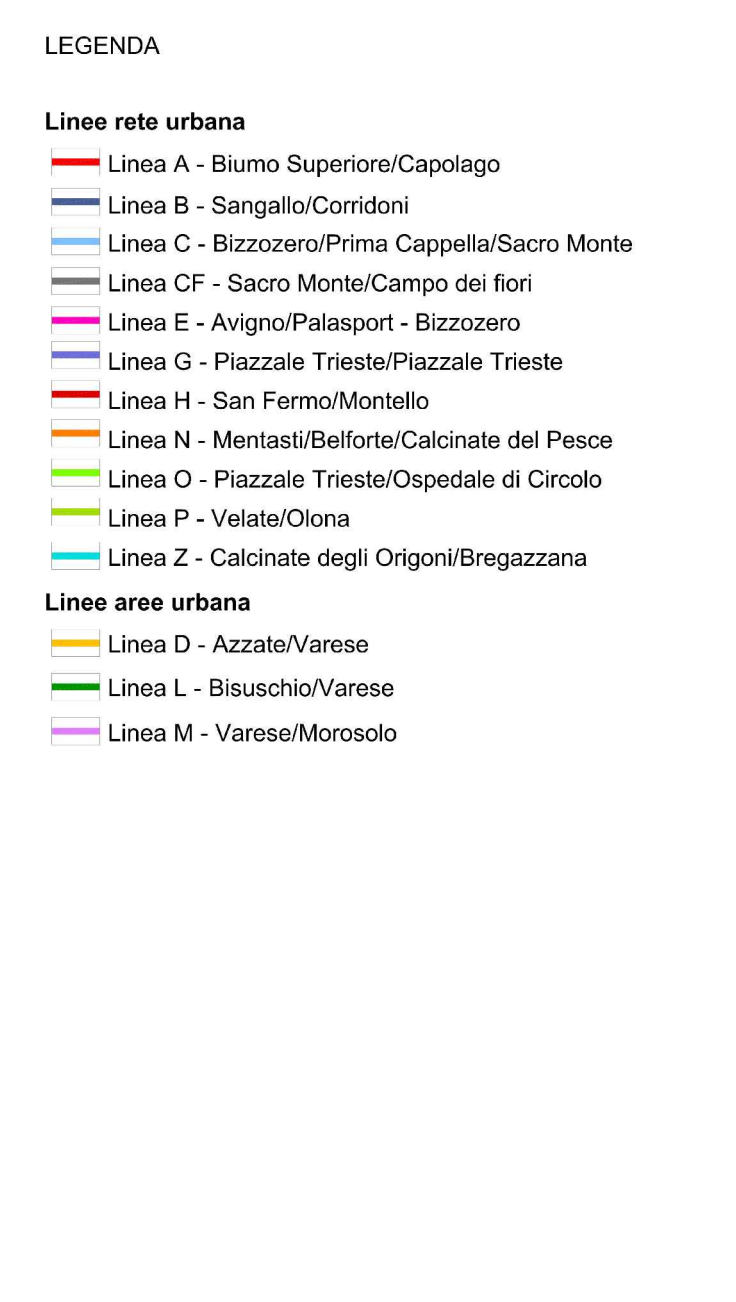 LEGENDA
Linee rete urbana
Linea A - Biumo Superiore/Capolago
Linea B - Sangallo/Corridoni
Linea C - Bizzozero/Prima Cappella/Sacro Monte
Linea CF - Sacro Monte/Campo dei fiori
Linea E - Avigno/Palasport - Bizzozero
Linea G - Piazzale Trieste/Piazzale Trieste
Linea H - San Fermo/Montello
Linea N - Mentasti/Belforte/Calcinate del Pesce
Linea O - Piazzale Trieste/Ospedale di Circolo
Linea P - Velate/Olona
Linea Z - Calcinate degli Origoni/Bregazzana
Linee aree urbana
Linea D - Azzate/Varese
Linea L - Bisuschio/Varese
Linea M - Varese/Morosolo